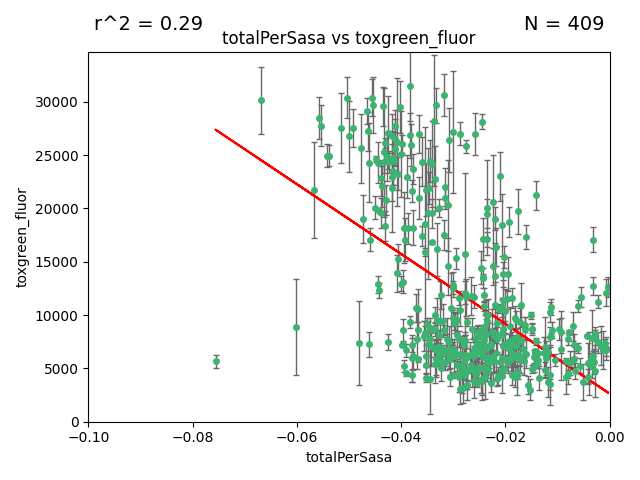 r^2 = 0.29
N = 409
totalPerSasa vs toxgreen_fluor
30000
25000
20000
15000
10000
5000
0
toxgreen_fluor
−0.10
−0.08
−0.06
−0.04
−0.02
0.00
totalPerSasa